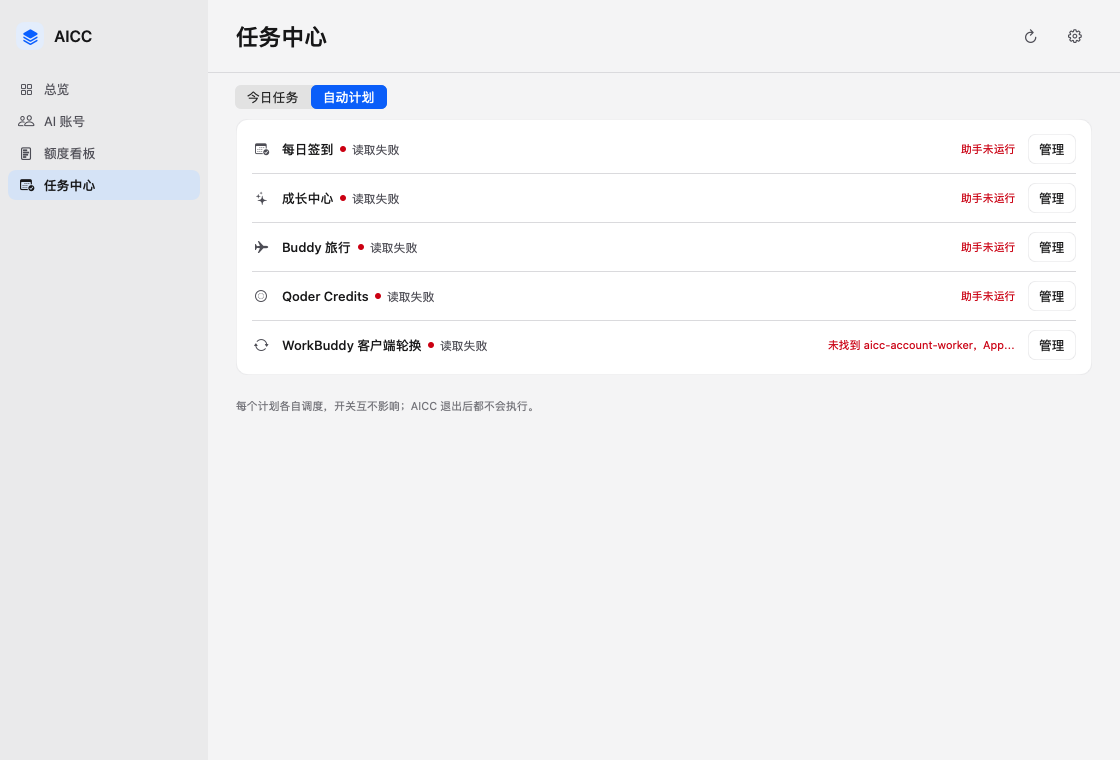 AICC
总览
AI 账号
额度看板
任务中心
任务中心
今日任务 自动计划
每日签到 读取失败 助手未运行 管理
成长中心 读取失败 助手未运行 管理
Buddy 旅行 读取失败 助手未运行 管理
Qoder Credits 读取失败 助手未运行 管理
WorkBuddy 客户端轮换 读取失败 未找到 aicc-account-worker，App... 管理
每个计划各自调度，开关互不影响；AICC 退出后都不会执行。